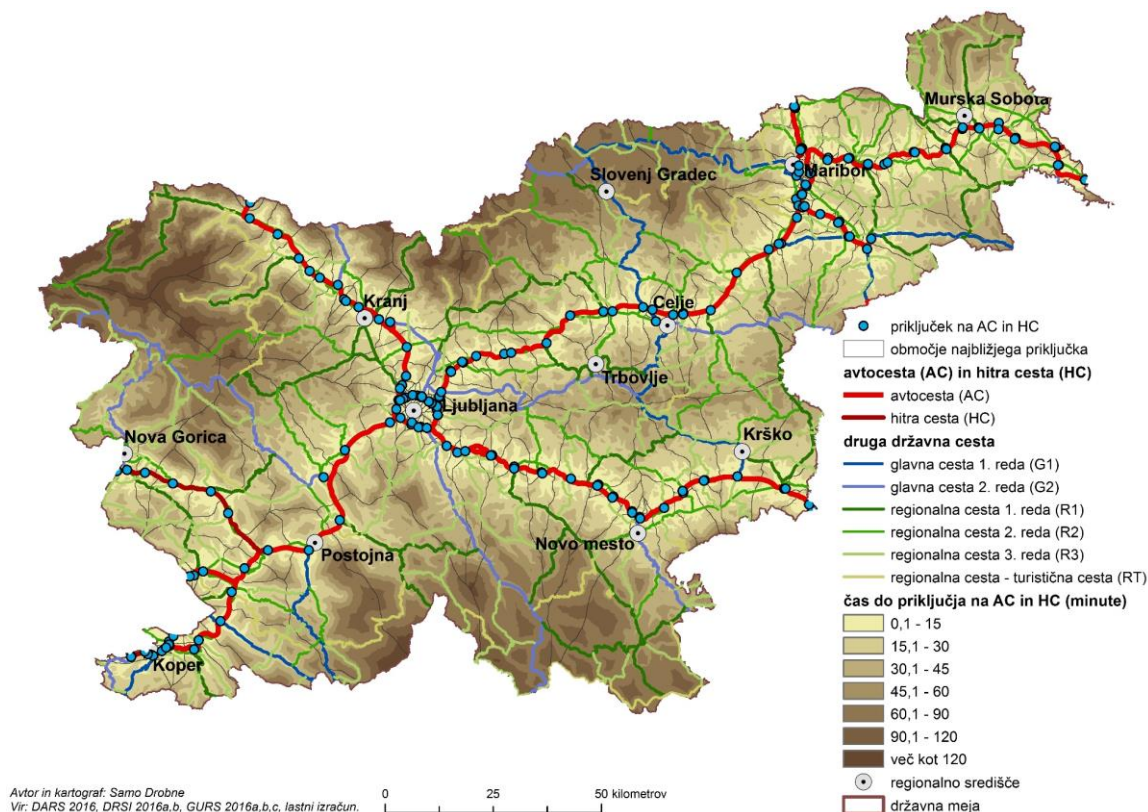 Murska Sobota
Maribor
Slovenj Gradec
Kranj
Celje
Trbovlje
Ljubljana
Nova Gorica
Krško
Novo mesto
Postojna
Koper
priključek na AC in HC
območje najbližjega priključka
avtocesta (AC) in hitra cesta (HC)
avtocesta (AC)
hitra cesta (HC)
druga državna cesta
glavna cesta 1. reda (G1)
glavna cesta 2. reda (G2)
regionalna cesta 1. reda (R1)
regionalna cesta 2. reda (R2)
regionalna cesta 3. reda (R3)
regionalna cesta - turistična cesta (RT)
čas do priključja na AC in HC (minute)
0,1 - 15
15,1 - 30
30,1 - 45
45,1 - 60
60,1 - 90
90,1 - 120
več kot 120
regionalno središče
državna meja
Avtor in kartograf: Samo Drobne
Vir: DARS 2016, DRSI 2016a,b, GURS 2016a,b,c, lastni izračun.
0 25 50 kilometrov